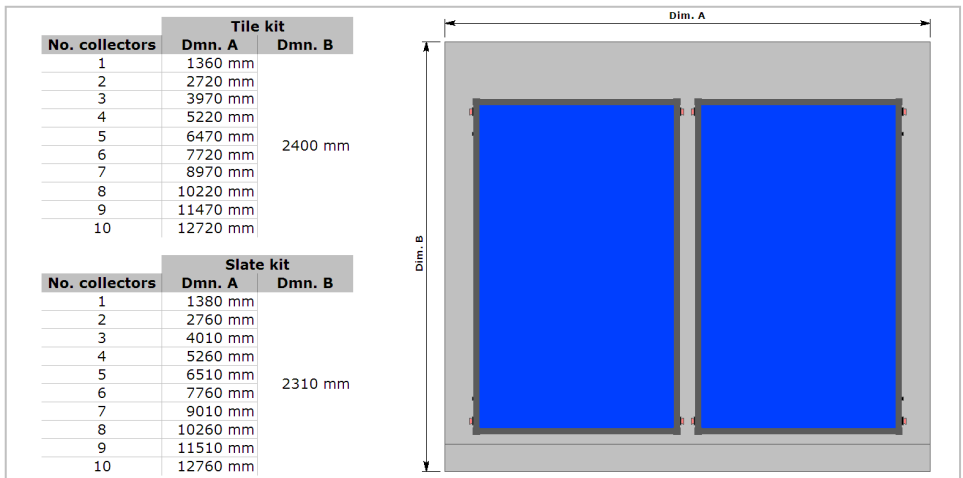 Tile kit
No. collectors Dmn. A Dmn. B
1 1360 mm
2 2720 mm
3 3970 mm
4 5220 mm
5 6470 mm
2400 mm
6 7720 mm
7 8970 mm
8 10220 mm
9 11470 mm
10 12720 mm
Slate kit
No. collectors Dmn. A Dmn. B
1 1380 mm
2 2760 mm
3 4010 mm
4 5260 mm
5 6510 mm
2310 mm
6 7760 mm
7 9010 mm
8 10260 mm
9 11510 mm
10 12760 mm
Dim. A
Dim. B